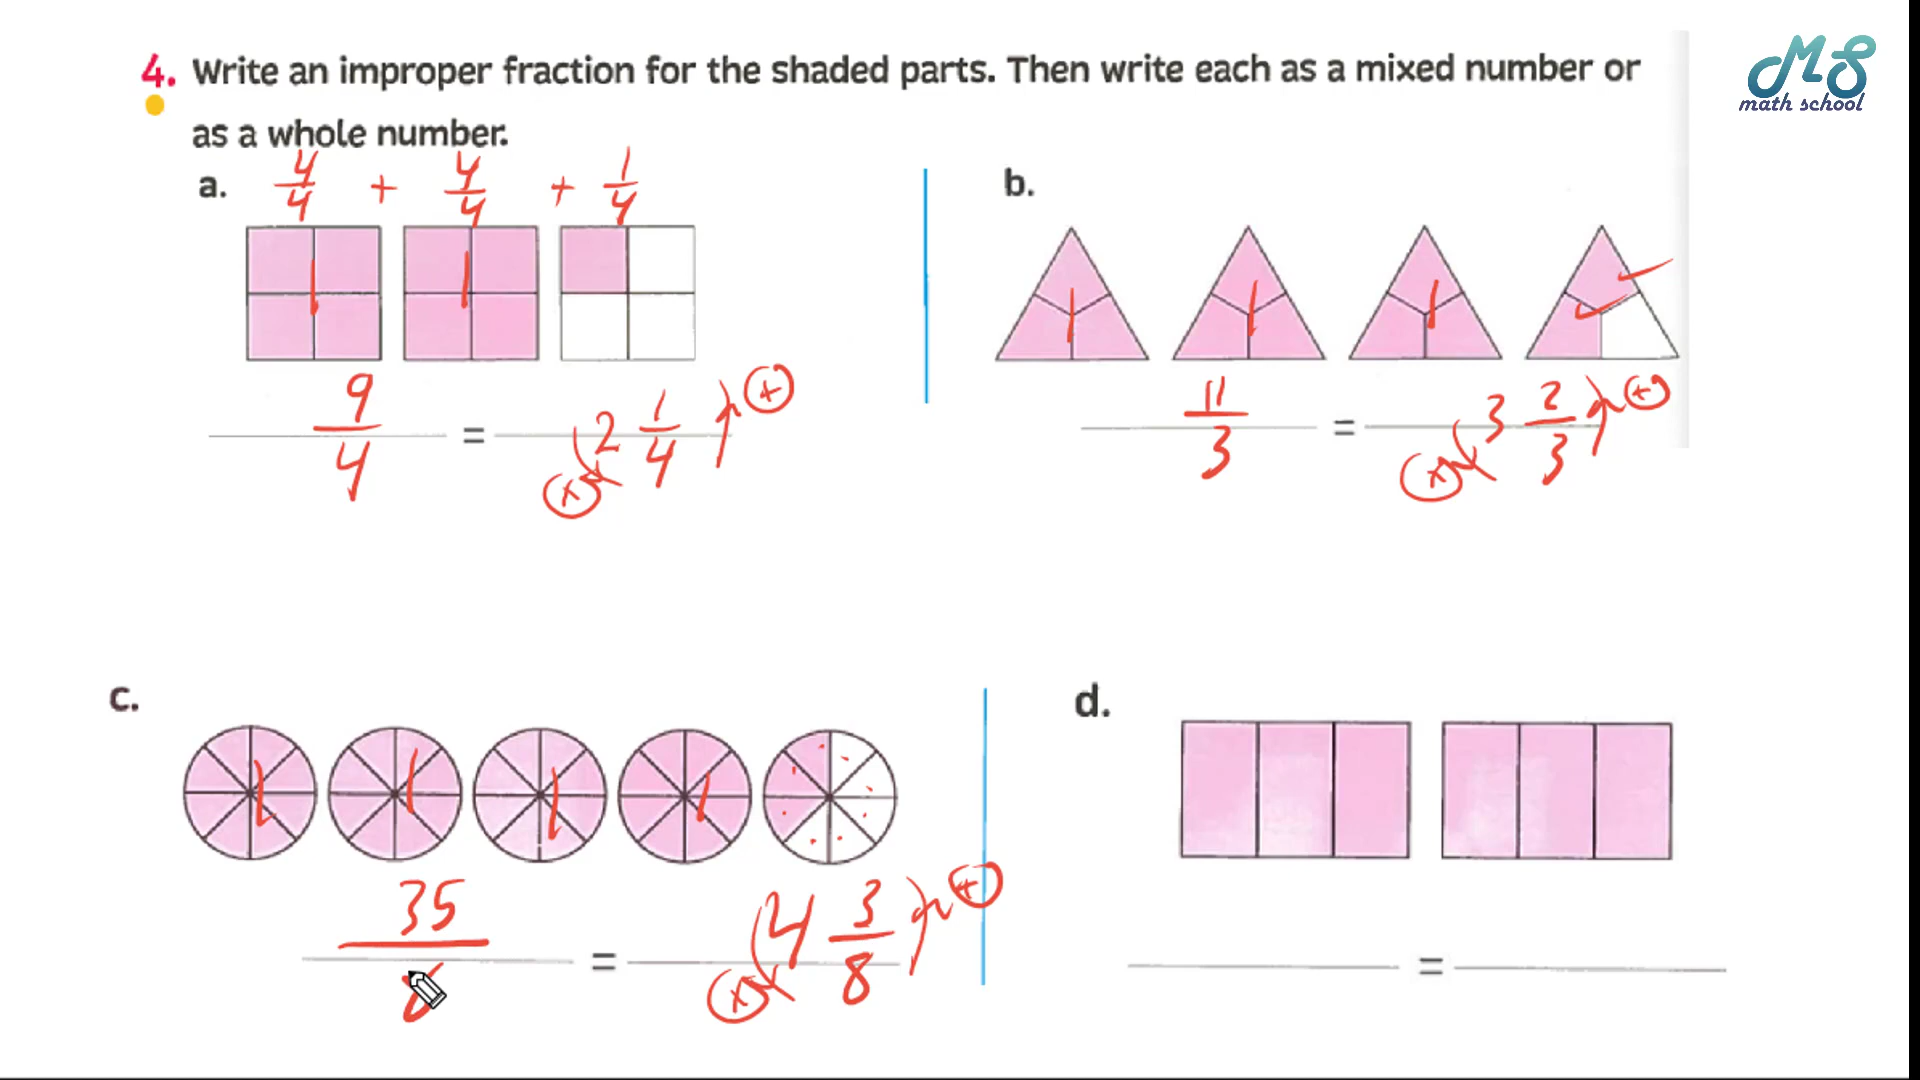 MS
math school
4. Write an improper fraction for the shaded parts. Then write each as a mixed number or
as a whole number.
a. 4/4 + 4/4 + 1/4
1 1
9/4 = 2 1/4 +
×
b.
1 1 1
11/3 = 3 2/3 +
×
c.
1 1 1 1
35/8 = 4 3/8 +
×
d.
=